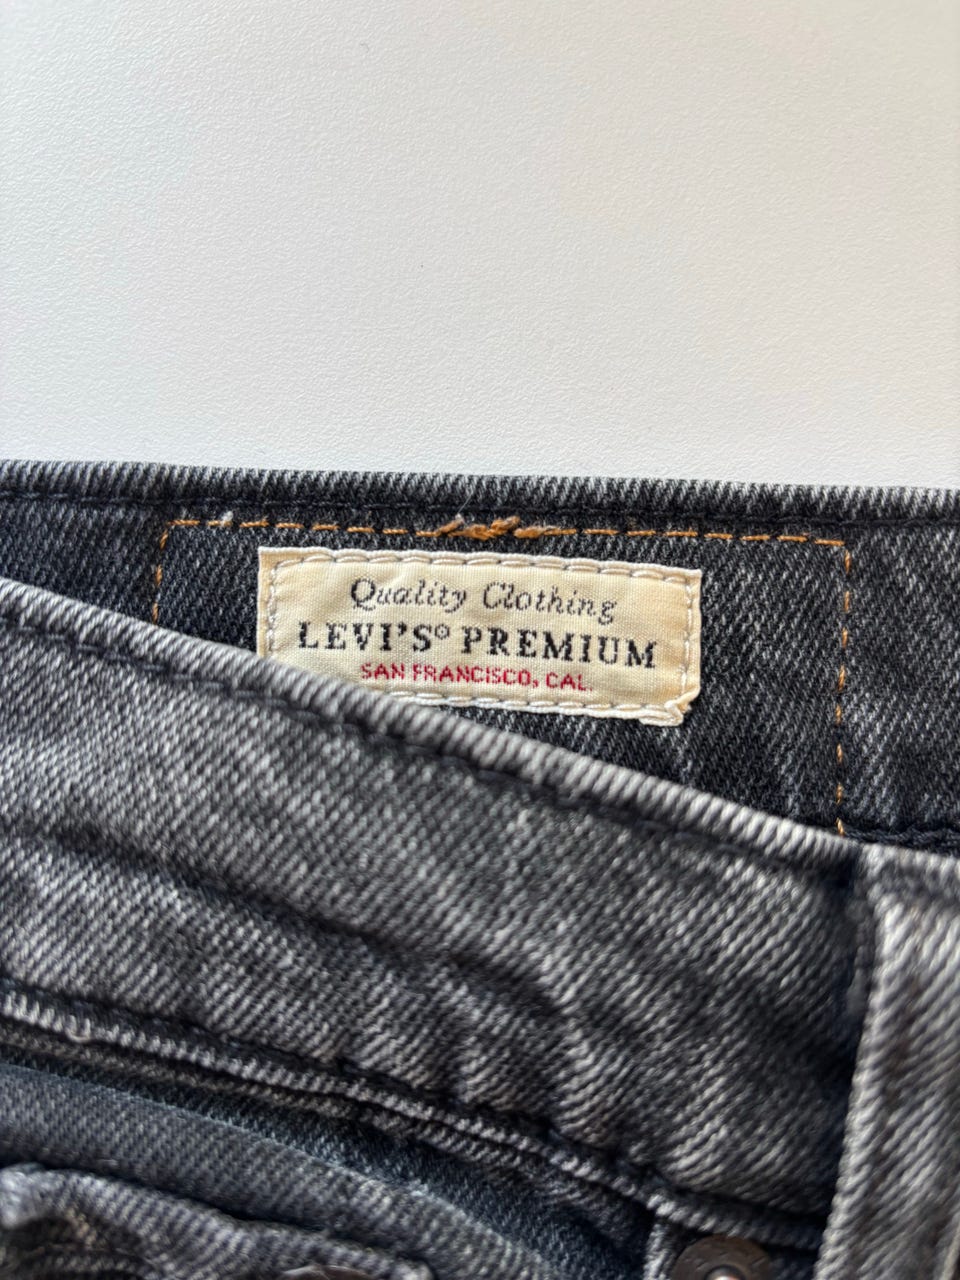 Quality Clothing
LEVI'S® PREMIUM
SAN FRANCISCO, CAL.